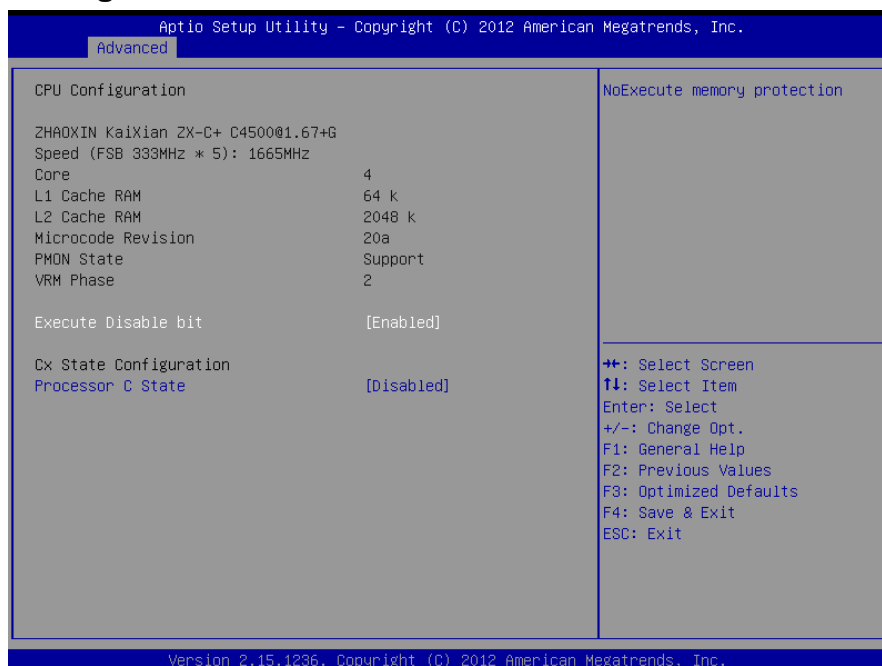 Aptio Setup Utility – Copyright (C) 2012 American Megatrends, Inc.
Advanced
CPU Configuration
ZHAOXIN KaiXian ZX-C+ C4500@1.67+G
Speed (FSB 333MHz * 5): 1665MHz
Core 4
L1 Cache RAM 64 k
L2 Cache RAM 2048 k
Microcode Revision 20a
PMON State Support
VRM Phase 2
Execute Disable bit [Enabled]
Cx State Configuration
Processor C State [Disabled]
NoExecute memory protection
→←: Select Screen
↑↓: Select Item
Enter: Select
+/-: Change Opt.
F1: General Help
F2: Previous Values
F3: Optimized Defaults
F4: Save & Exit
ESC: Exit
Version 2.15.1236. Copyright (C) 2012 American Megatrends, Inc.